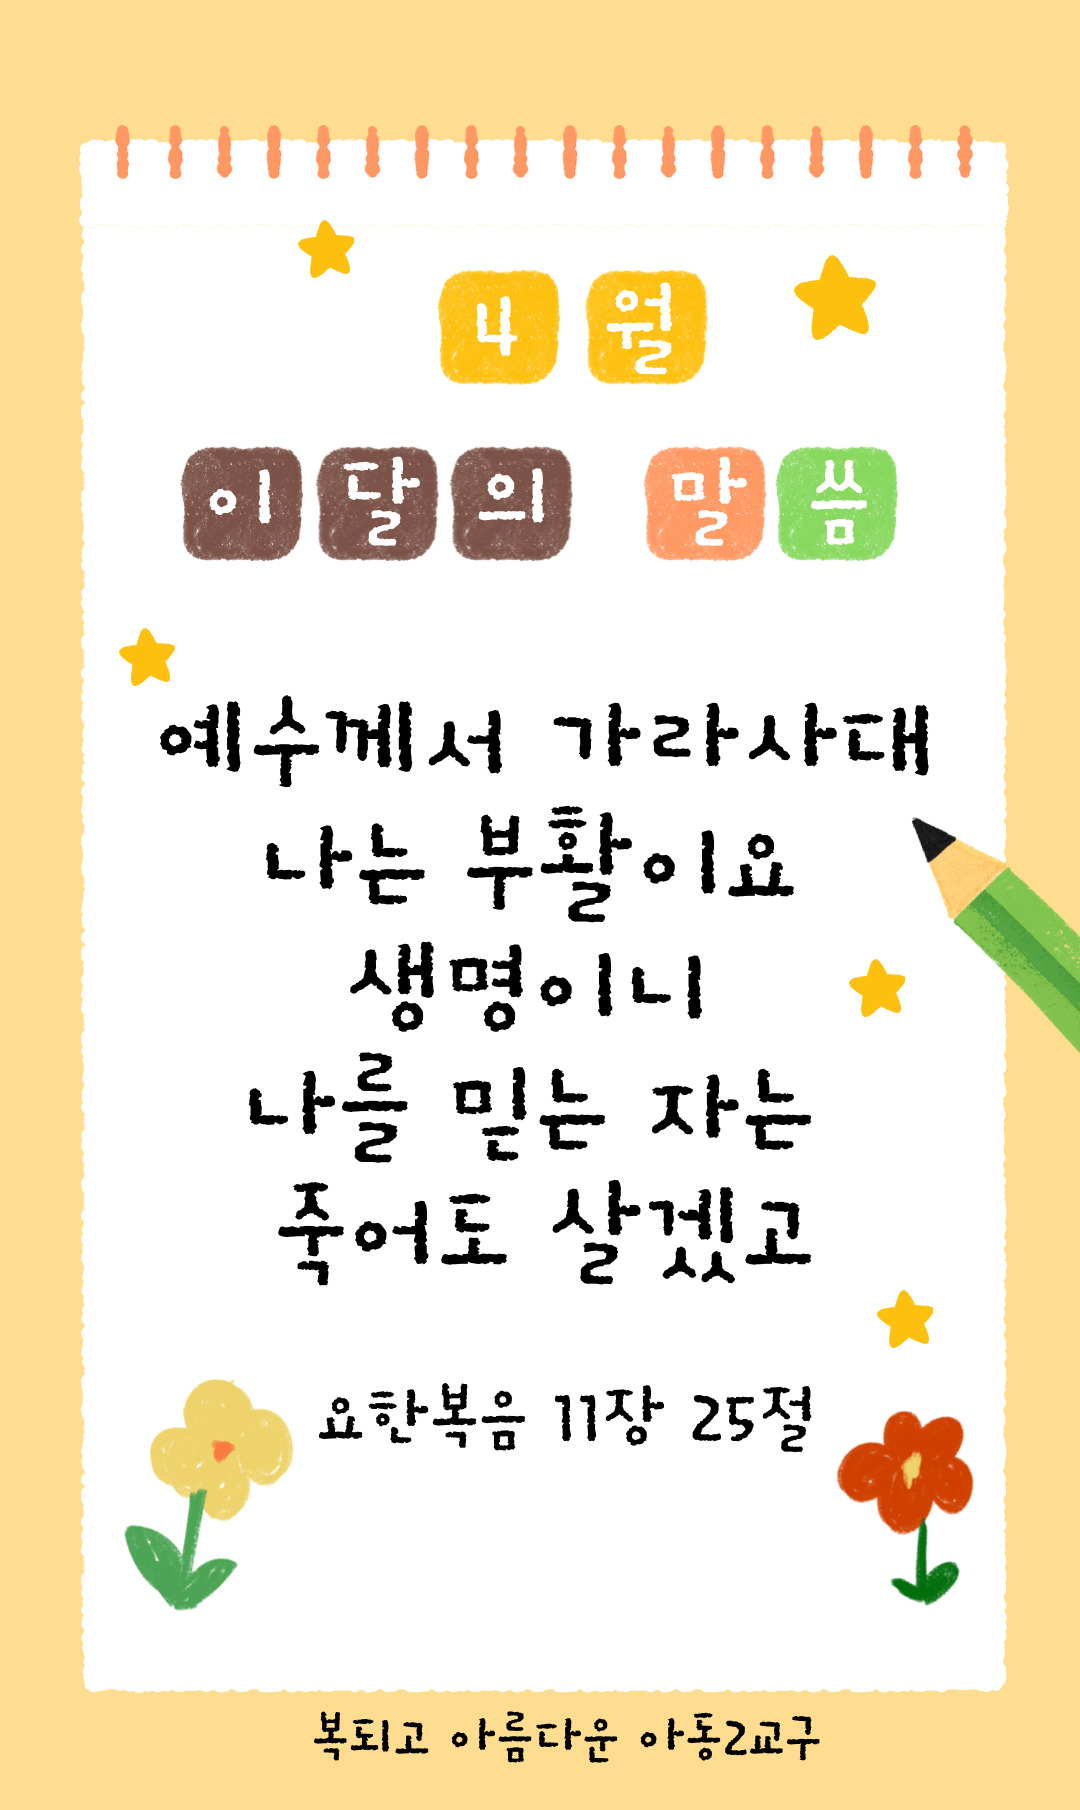 4월
이달의 말씀
예수께서 가라사대
나는 부활이요
생명이니
나를 믿는 자는
죽어도 살겠고
요한복음 11장 25절
복되고 아름다운 아동2교구